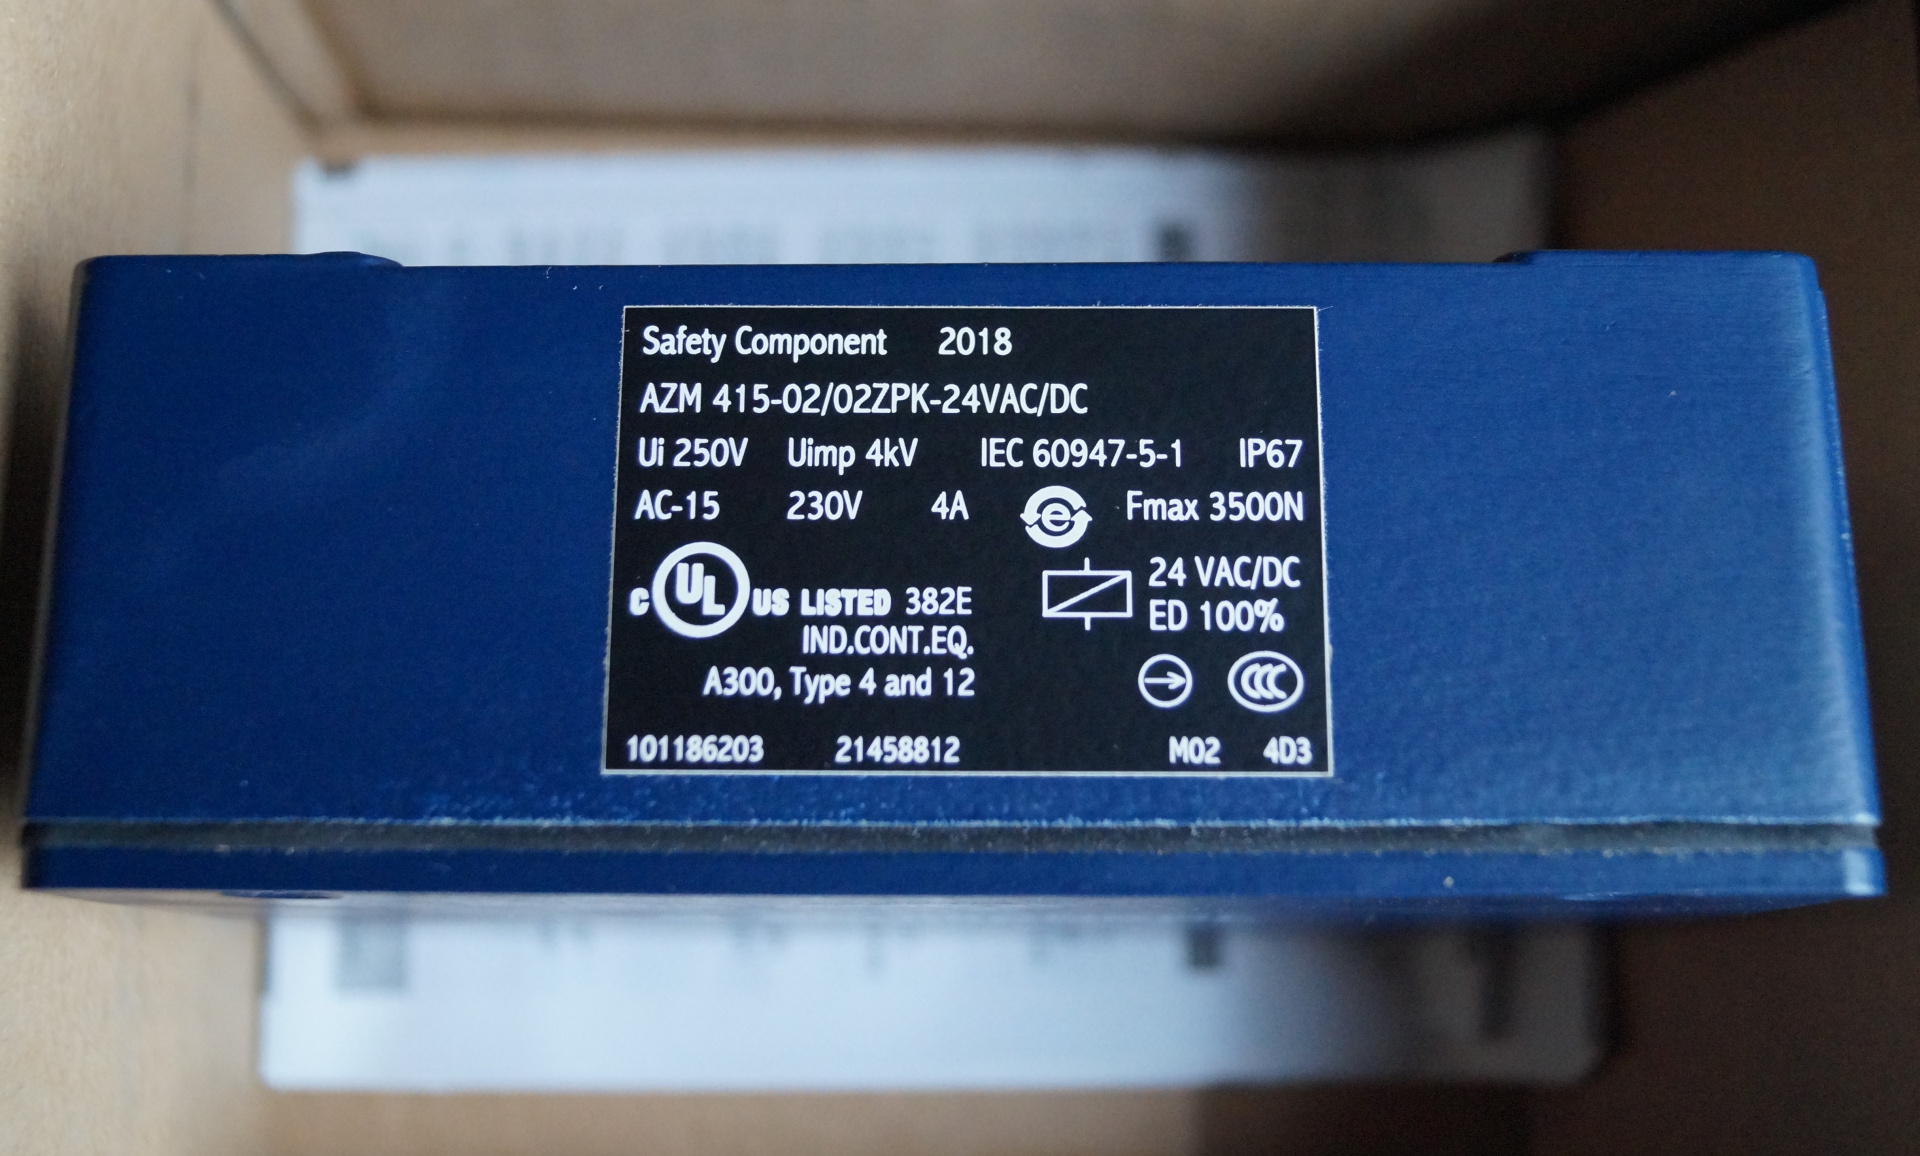 Safety Component 2018
AZM 415-02/02ZPK-24VAC/DC
Ui 250V Uimp 4kV IEC 60947-5-1 IP67
AC-15 230V 4A e Fmax 3500N
24 VAC/DC
C UL US LISTED 382E
ED 100%
IND.CONT.EQ.
A300, Type 4 and 12
CCC
101186203 21458812 M02 4D3